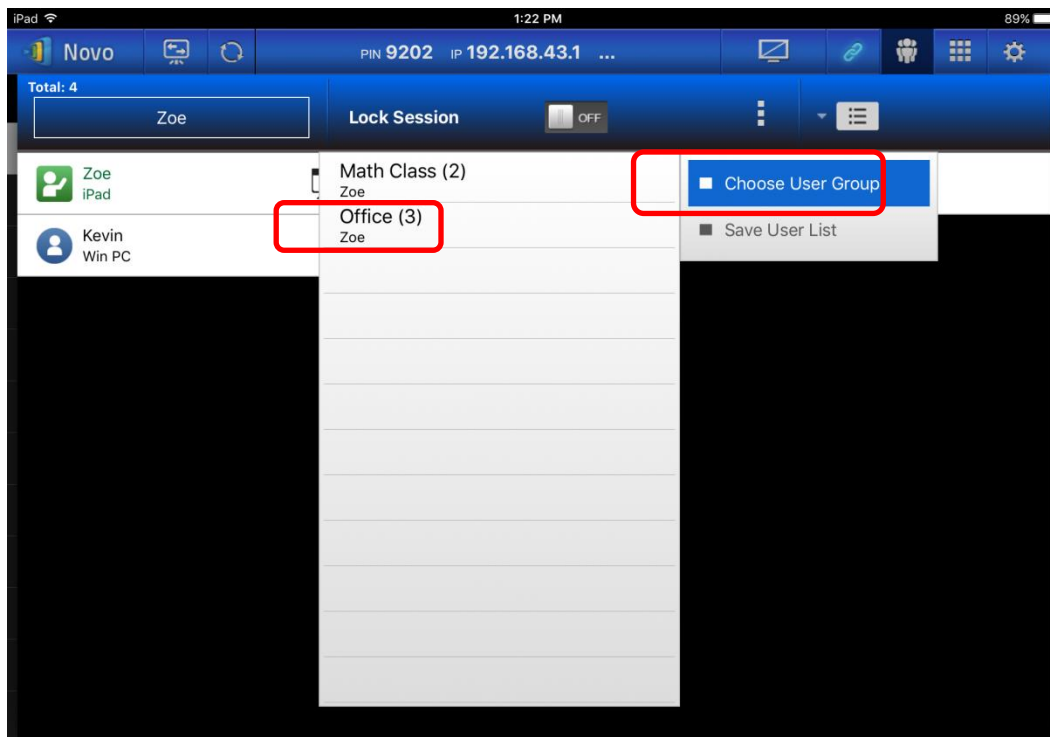 iPad 1:22 PM 89%
Novo PIN 9202 IP 192.168.43.1 ...
Total: 4
Zoe Lock Session OFF
Zoe
iPad
Kevin
Win PC
Math Class (2)
Zoe
Office (3)
Zoe
Choose User Group
Save User List